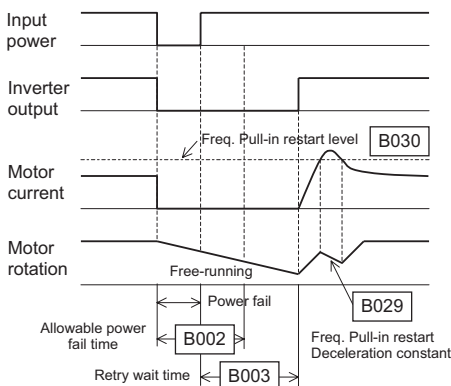 Input
power
Inverter
output
Freq. Pull-in restart level
B030
Motor
current
Motor
rotation
Free-running
Power fail
B029
Allowable power
fail time
B002
Freq. Pull-in restart
Deceleration constant
Retry wait time
B003